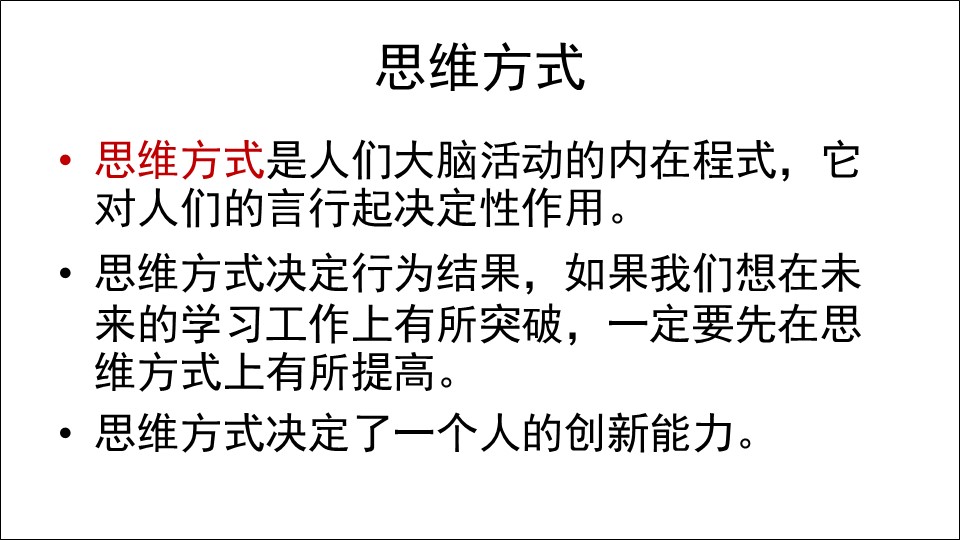 思维方式
• 思维方式是人们大脑活动的内在程式，它
对人们的言行起决定性作用。
• 思维方式决定行为结果，如果我们想在未
来的学习工作上有所突破，一定要先在思
维方式上有所提高。
• 思维方式决定了一个人的创新能力。